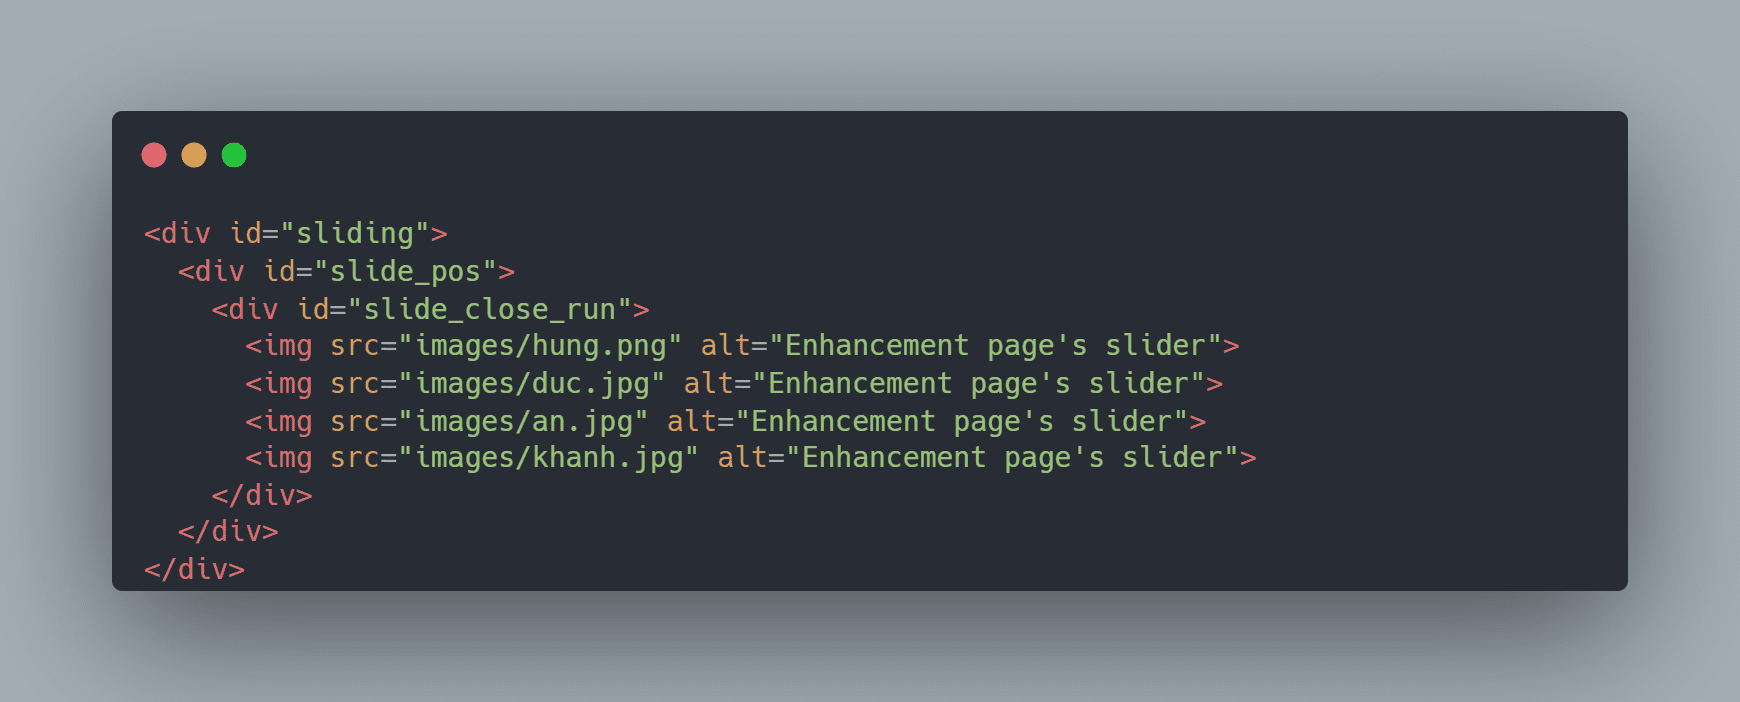 <div id="sliding">
  <div id="slide_pos">
    <div id="slide_close_run">
      <img src="images/hung.png" alt="Enhancement page's slider">
      <img src="images/duc.jpg" alt="Enhancement page's slider">
      <img src="images/an.jpg" alt="Enhancement page's slider">
      <img src="images/khanh.jpg" alt="Enhancement page's slider">
    </div>
  </div>
</div>